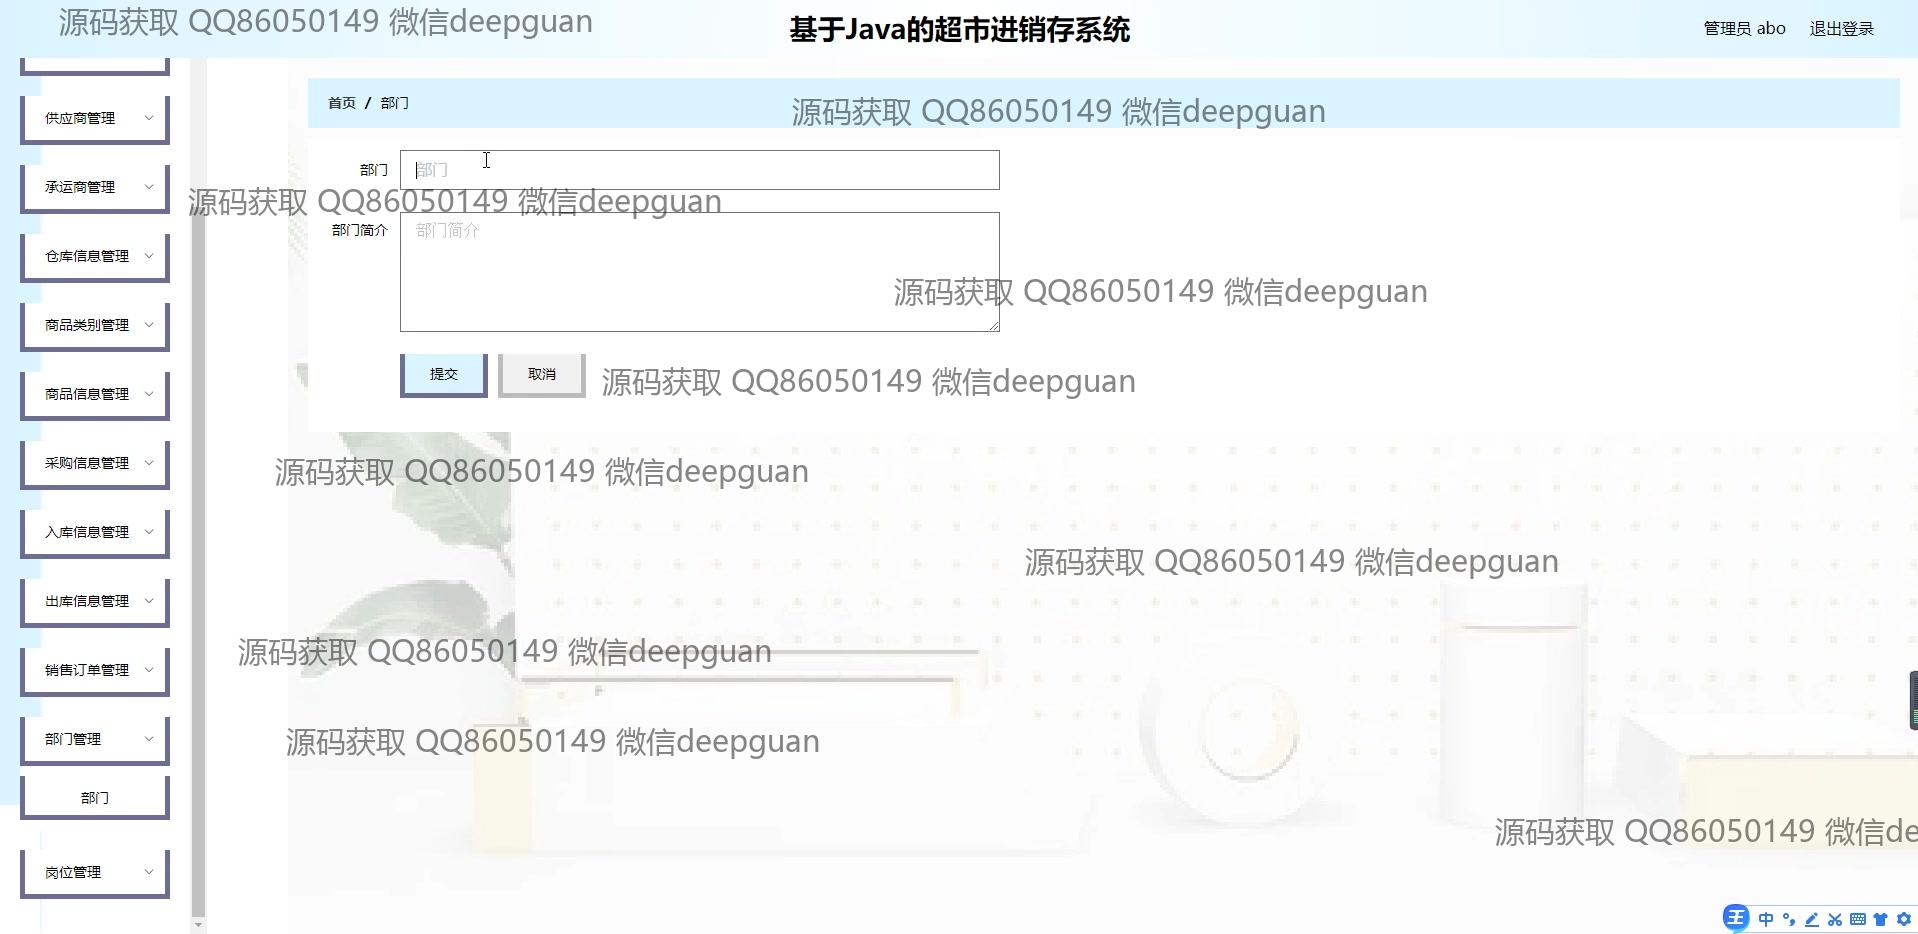 源码获取 QQ86050149 微信deepguan
基于Java的超市进销存系统
管理员 abo
退出登录
首页 / 部门
源码获取 QQ86050149 微信deepguan
供应商管理
部门
部门
承运商管理
源码获取 QQ86050149 微信deepguan
部门简介
部门简介
仓库信息管理
源码获取 QQ86050149 微信deepguan
商品类别管理
提交
取消
源码获取 QQ86050149 微信deepguan
商品信息管理
采购信息管理
源码获取 QQ86050149 微信deepguan
入库信息管理
源码获取 QQ86050149 微信deepguan
出库信息管理
源码获取 QQ86050149 微信deepguan
销售订单管理
部门管理
源码获取 QQ86050149 微信deepguan
部门
源码获取 QQ86050149 微信de
岗位管理
王 中